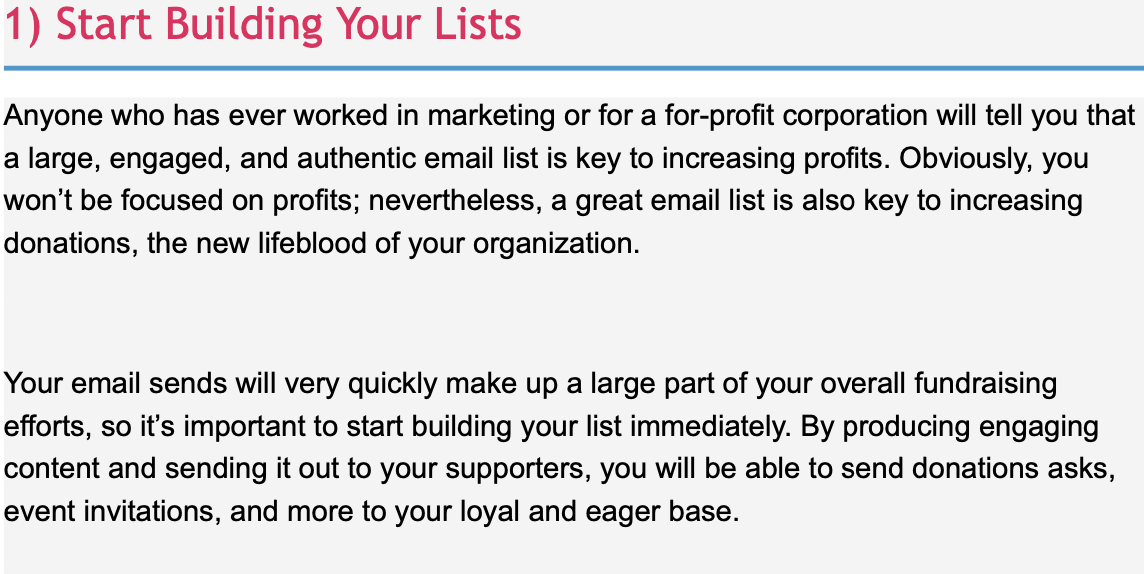 1) Start Building Your Lists
Anyone who has ever worked in marketing or for a for-profit corporation will tell you that
a large, engaged, and authentic email list is key to increasing profits. Obviously, you
won’t be focused on profits; nevertheless, a great email list is also key to increasing
donations, the new lifeblood of your organization.
Your email sends will very quickly make up a large part of your overall fundraising
efforts, so it’s important to start building your list immediately. By producing engaging
content and sending it out to your supporters, you will be able to send donations asks,
event invitations, and more to your loyal and eager base.